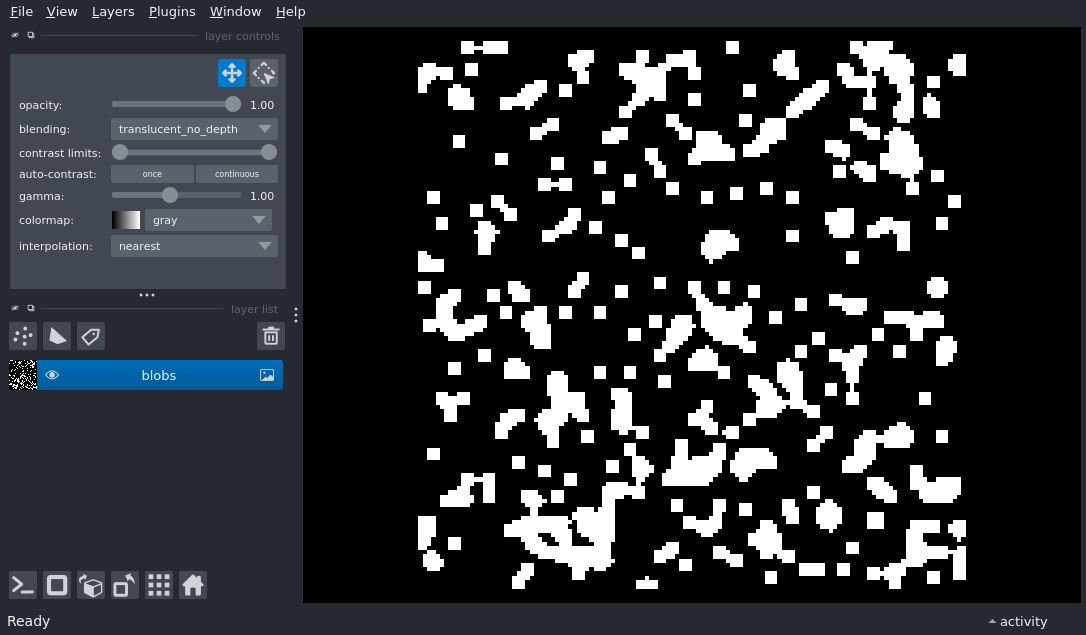 File View Layers Plugins Window Help
layer controls
opacity: 1.00
blending: translucent_no_depth
contrast limits:
auto-contrast: once continuous
gamma: 1.00
colormap: gray
interpolation: nearest
layer list
blobs
Ready activity